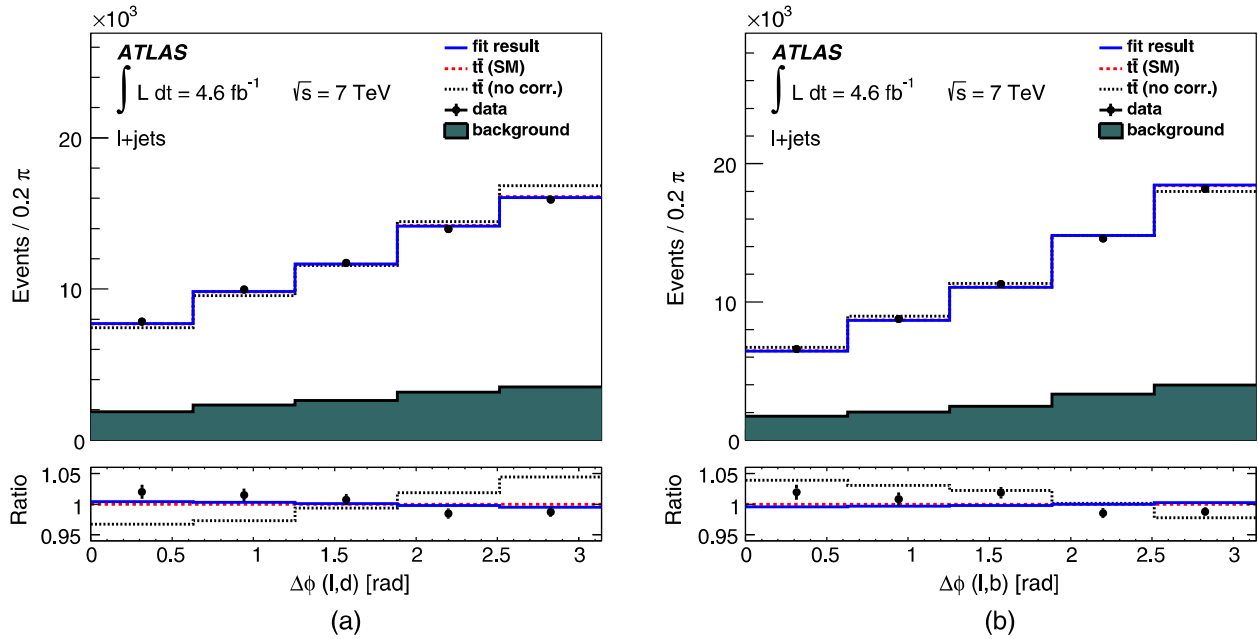 ×10³
ATLAS
∫ L dt = 4.6 fb⁻¹ √s = 7 TeV
l+jets
fit result
tt̄ (SM)
tt̄ (no corr.)
data
background
Events / 0.2 π
20
10
0
Ratio
1.05
1
0.95
0 0.5 1 1.5 2 2.5 3
Δϕ (l,d) [rad]
(a)
×10³
ATLAS
∫ L dt = 4.6 fb⁻¹ √s = 7 TeV
l+jets
fit result
tt̄ (SM)
tt̄ (no corr.)
data
background
Events / 0.2 π
20
10
0
Ratio
1.05
1
0.95
0 0.5 1 1.5 2 2.5 3
Δϕ (l,b) [rad]
(b)